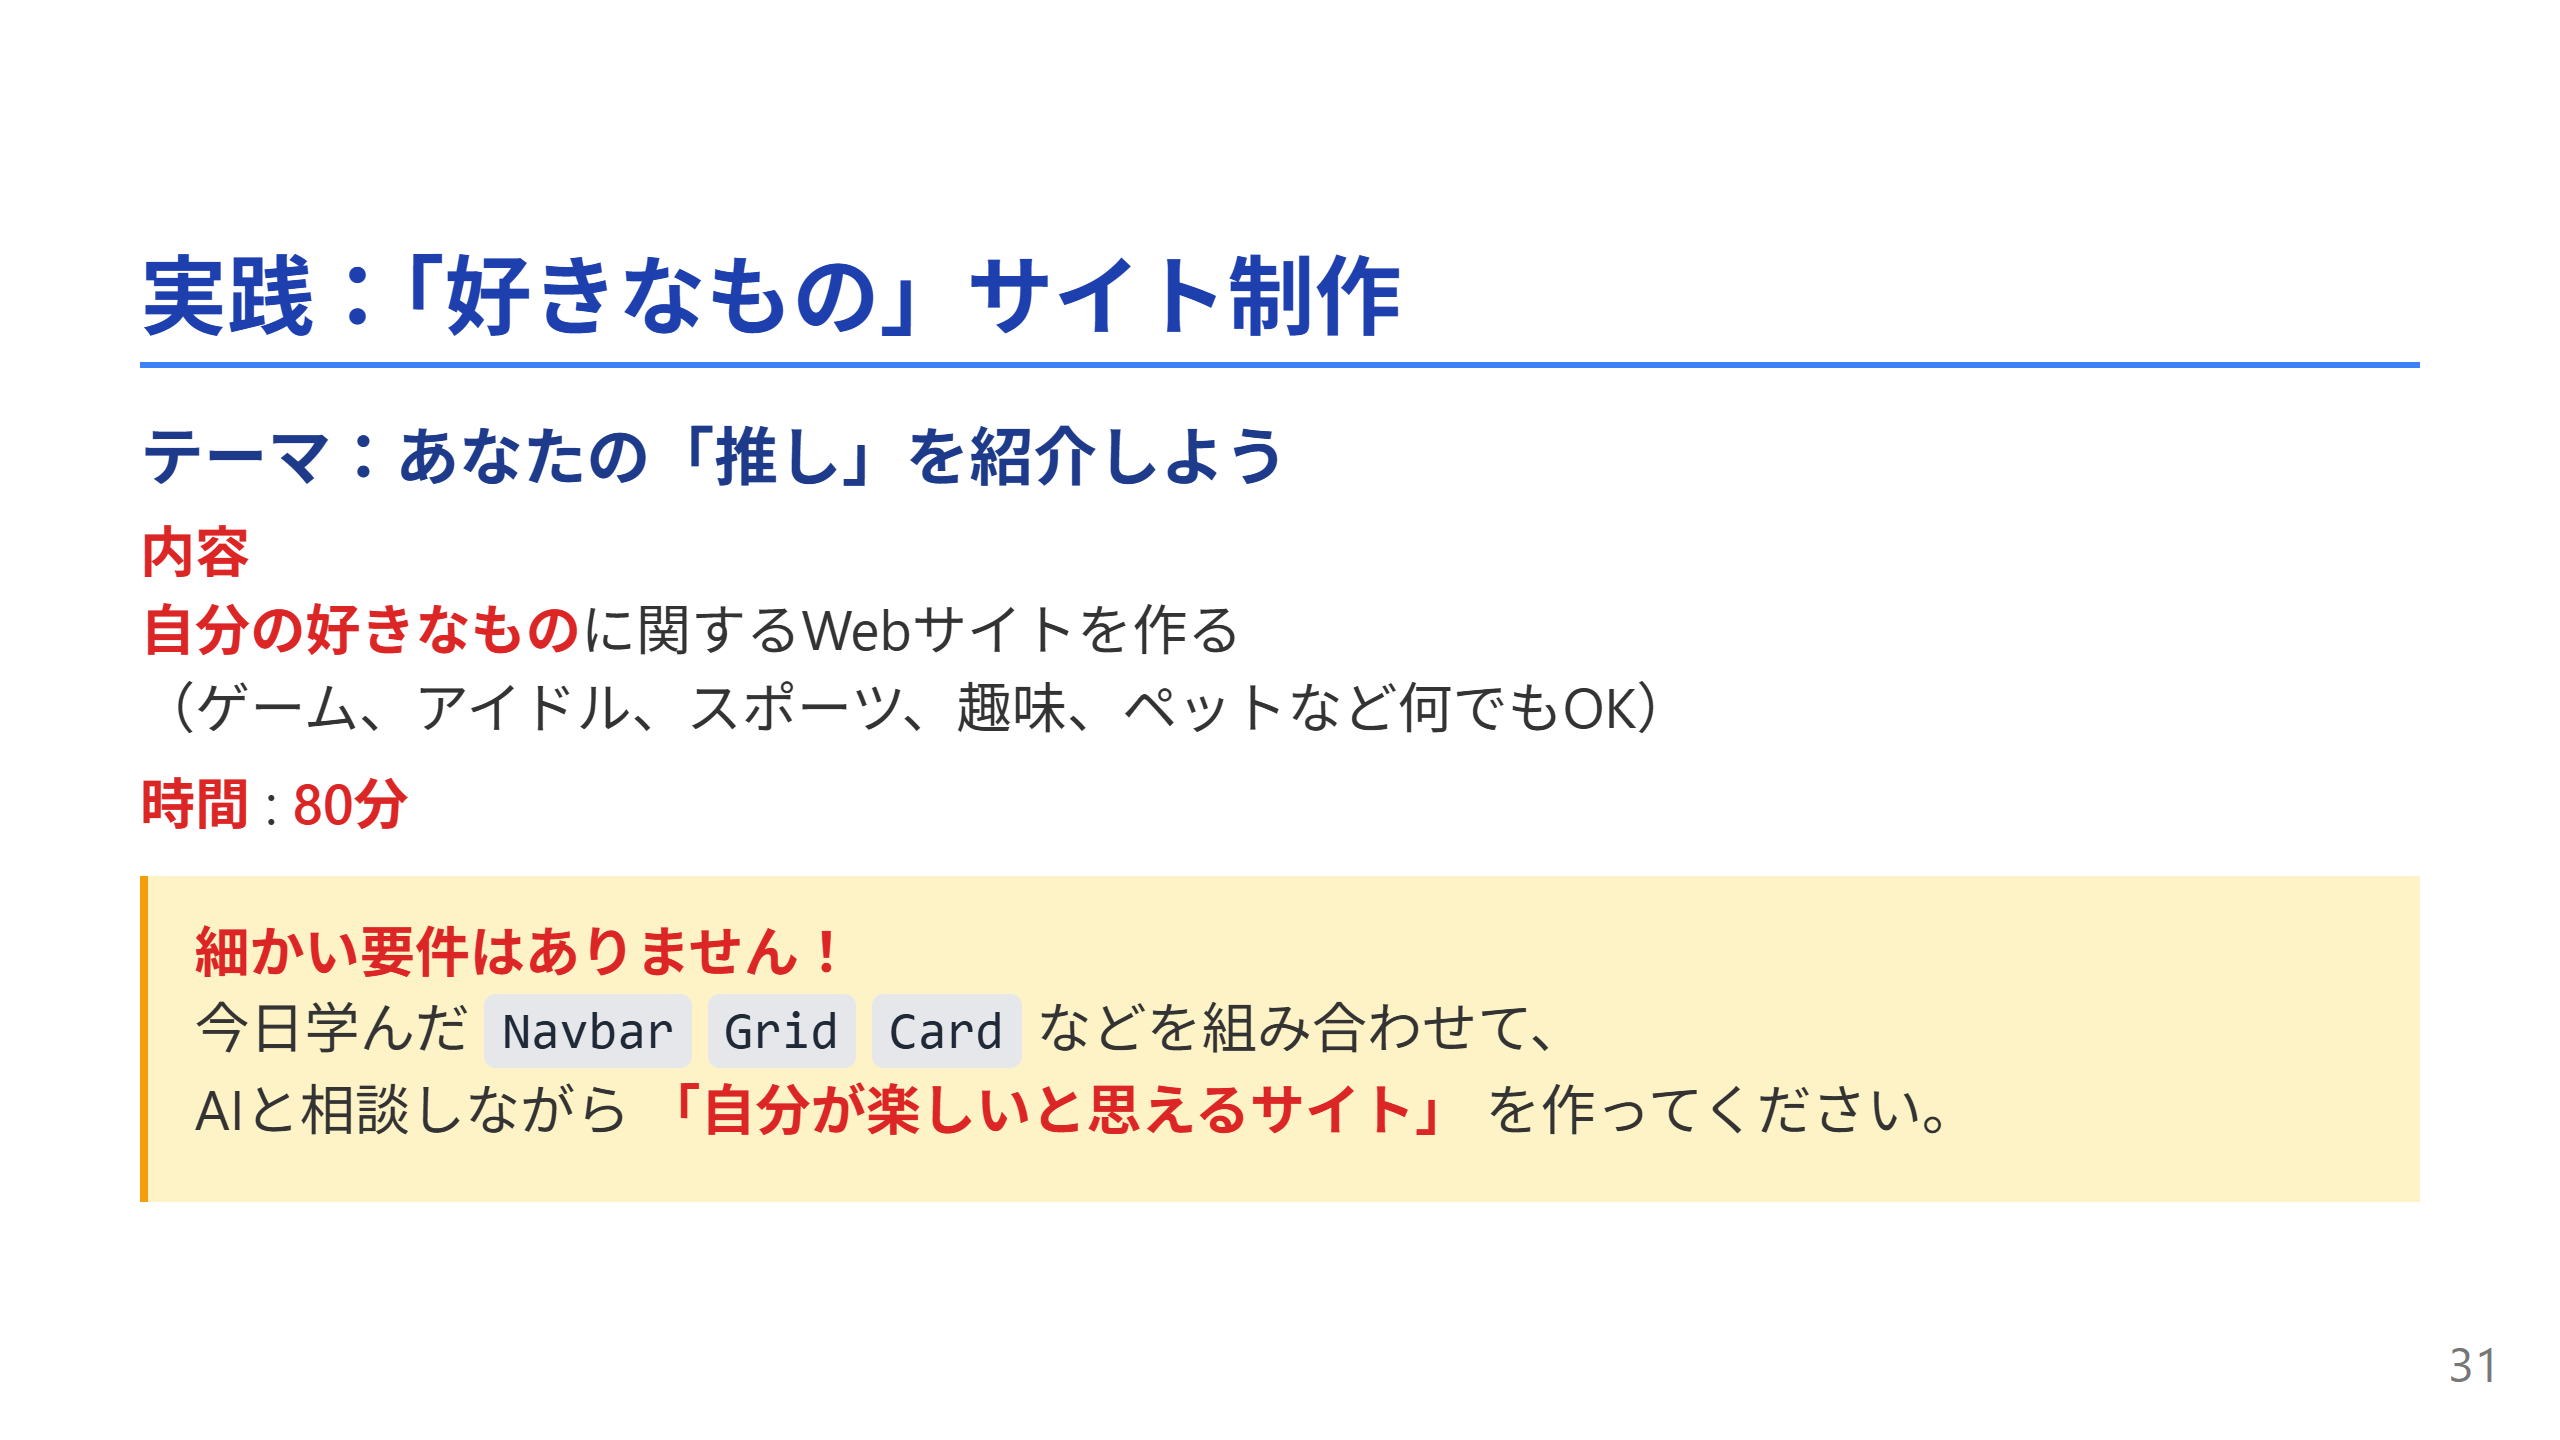 実践：「好きなもの」サイト制作
テーマ：あなたの「推し」を紹介しよう
内容
自分の好きなものに関するWebサイトを作る
（ゲーム、アイドル、スポーツ、趣味、ペットなど何でもOK）
時間 : 80分
細かい要件はありません！
今日学んだ Navbar Grid Card などを組み合わせて、
AIと相談しながら 「自分が楽しいと思えるサイト」 を作ってください。
31